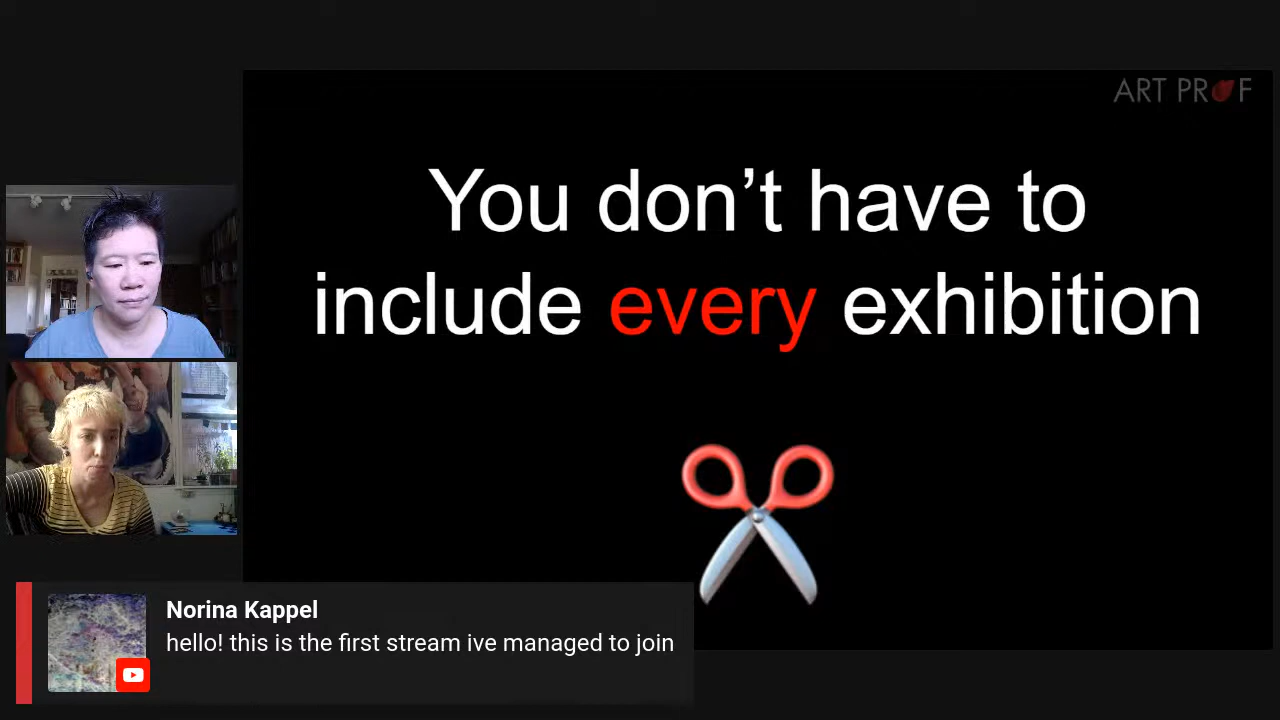 ART PROF
You don’t have to
include every exhibition
Norina Kappel
hello! this is the first stream ive managed to join